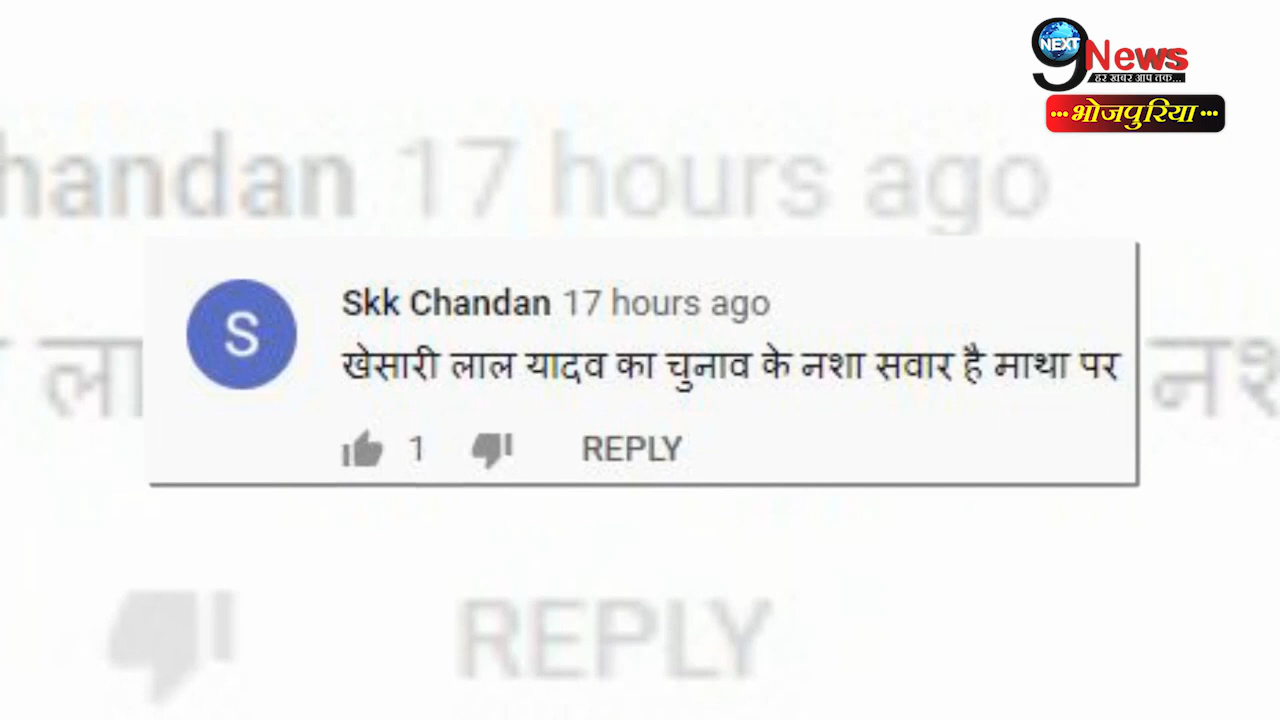 NEXT
9 News
हर खबर आप तक...
...भोजपुरिया...
handan 17 hours ago
Skk Chandan 17 hours ago
S
खेसारी लाल यादव का चुनाव के नशा सवार है माथा पर
ला
नश
1 REPLY
REPLY